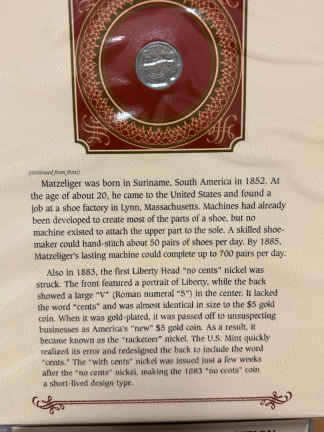 (continued from front)
Matzeliger was born in Suriname, South America in 1852. At
the age of about 20, he came to the United States and found a
job at a shoe factory in Lynn, Massachusetts. Machines had already
been developed to create most of the parts of a shoe, but no
machine existed to attach the upper part to the sole. A skilled shoe-
maker could hand-stitch about 50 pairs of shoes per day. By 1885,
Matzeliger's lasting machine could complete up to 700 pairs per day.
Also in 1883, the first Liberty Head "no cents" nickel was
struck. The front featured a portrait of Liberty, while the back
showed a large "V" (Roman numeral "5") in the center. It lacked
the word "cents" and was almost identical in size to the $5 gold
coin. When it was gold-plated, it was passed off to unsuspecting
businesses as America's "new" $5 gold coin. As a result, it
became known as the "racketeer" nickel. The U.S. Mint quickly
realized its error and redesigned the back to include the word
"cents." The "with cents" nickel was issued just a few weeks
after the "no cents" nickel, making the 1883 "no cents" coin
a short-lived design type.